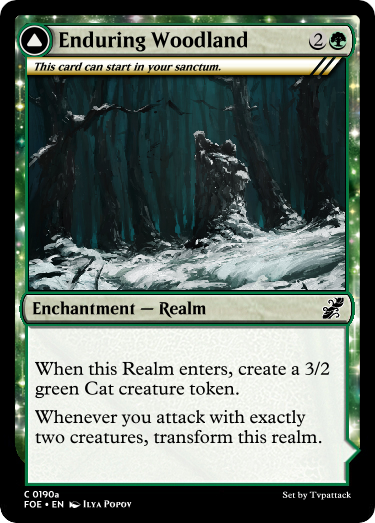 Enduring Woodland 2
This card can start in your sanctum.
Enchantment — Realm
When this Realm enters, create a 3/2
green Cat creature token.
Whenever you attack with exactly
two creatures, transform this realm.
C 0190a
Set by Tvpattack
FOE • EN Ilya Popov